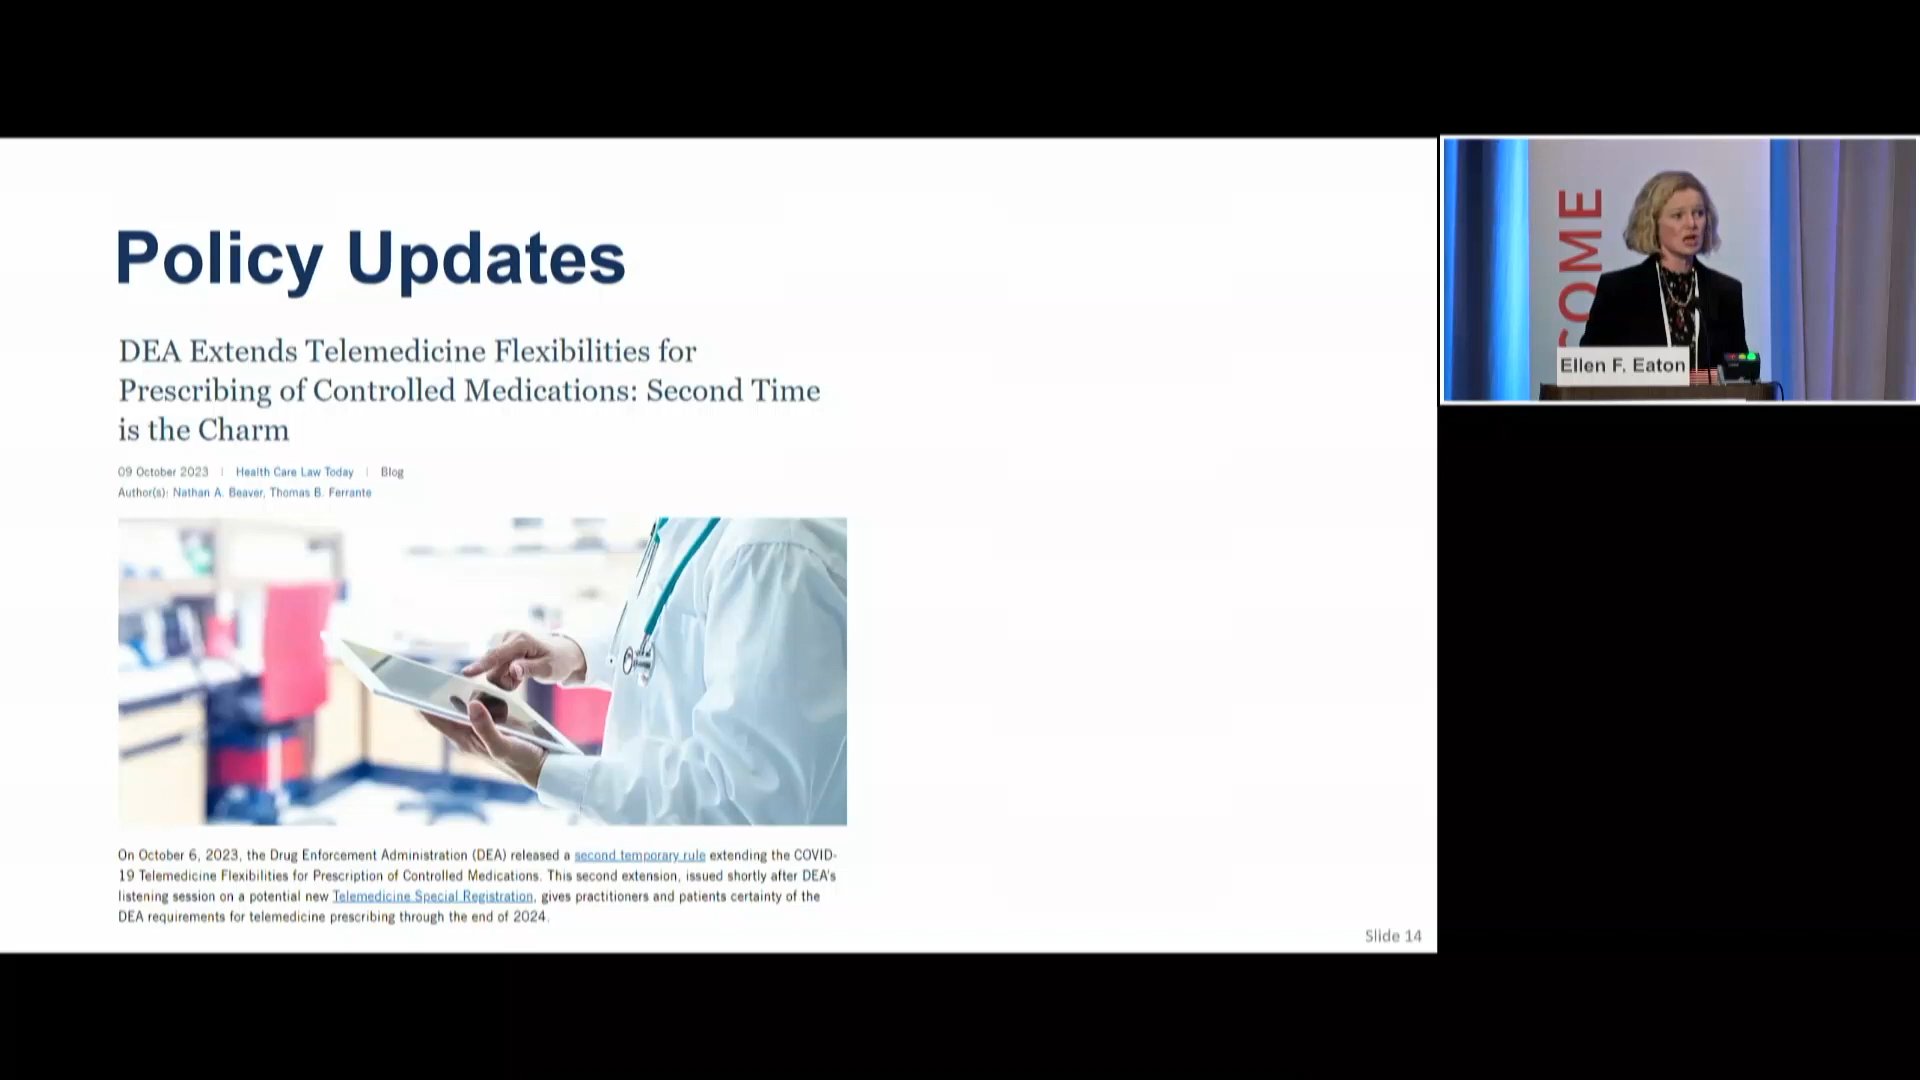 Policy Updates
DEA Extends Telemedicine Flexibilities for
Prescribing of Controlled Medications: Second Time
is the Charm
09 October 2023 | Health Care Law Today | Blog
Author(s): Nathan A. Beaver, Thomas B. Ferrante
On October 6, 2023, the Drug Enforcement Administration (DEA) released a second temporary rule extending the COVID-
19 Telemedicine Flexibilities for Prescription of Controlled Medications. This second extension, issued shortly after DEA's
listening session on a potential new Telemedicine Special Registration, gives practitioners and patients certainty of the
DEA requirements for telemedicine prescribing through the end of 2024.
Slide 14
OME
Ellen F. Eaton